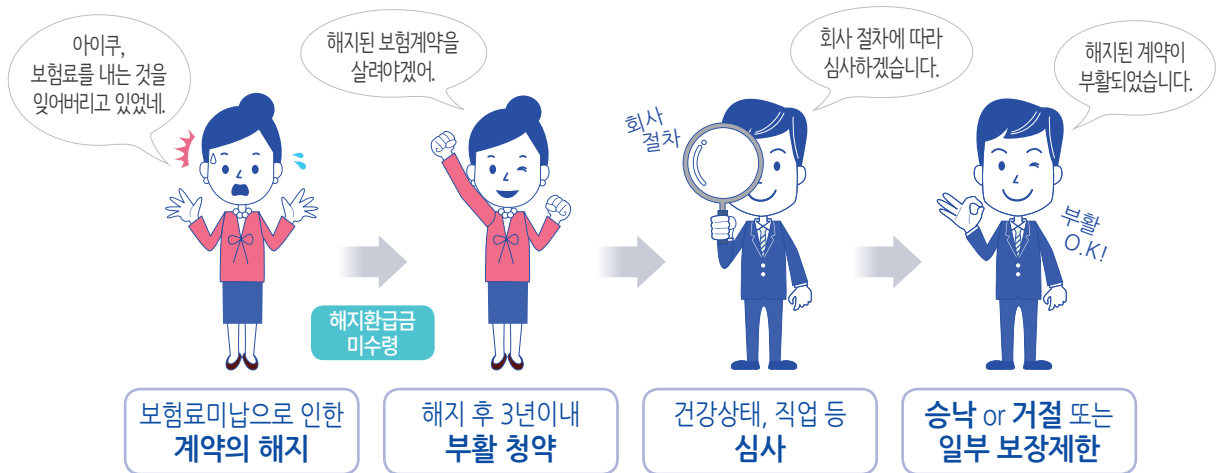 아이쿠,
보험료를 내는 것을
잊어버리고 있었네.
해지된 보험계약을
살려야겠어.
회사 절차에 따라
심사하겠습니다.
해지된 계약이
부활되었습니다.
회사
절차
부활
O.K!
해지환급금
미수령
보험료미납으로 인한
계약의 해지
해지 후 3년이내
부활 청약
건강상태, 직업 등
심사
승낙 or 거절 또는
일부 보장제한